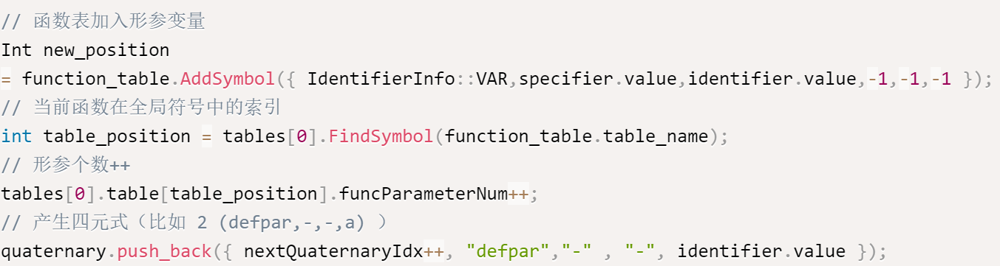 // 函数表加入形参变量
Int new_position
= function_table.AddSymbol({ IdentifierInfo::VAR,specifier.value,identifier.value,-1,-1,-1 });
// 当前函数在全局符号中的索引
int table_position = tables[0].FindSymbol(function_table.table_name);
// 形参个数++
tables[0].table[table_position].funcParameterNum++;
// 产生四元式（比如 2 (defpar,-,-,a) ）
quaternary.push_back({ nextQuaternaryIdx++, "defpar","-" , "-", identifier.value });